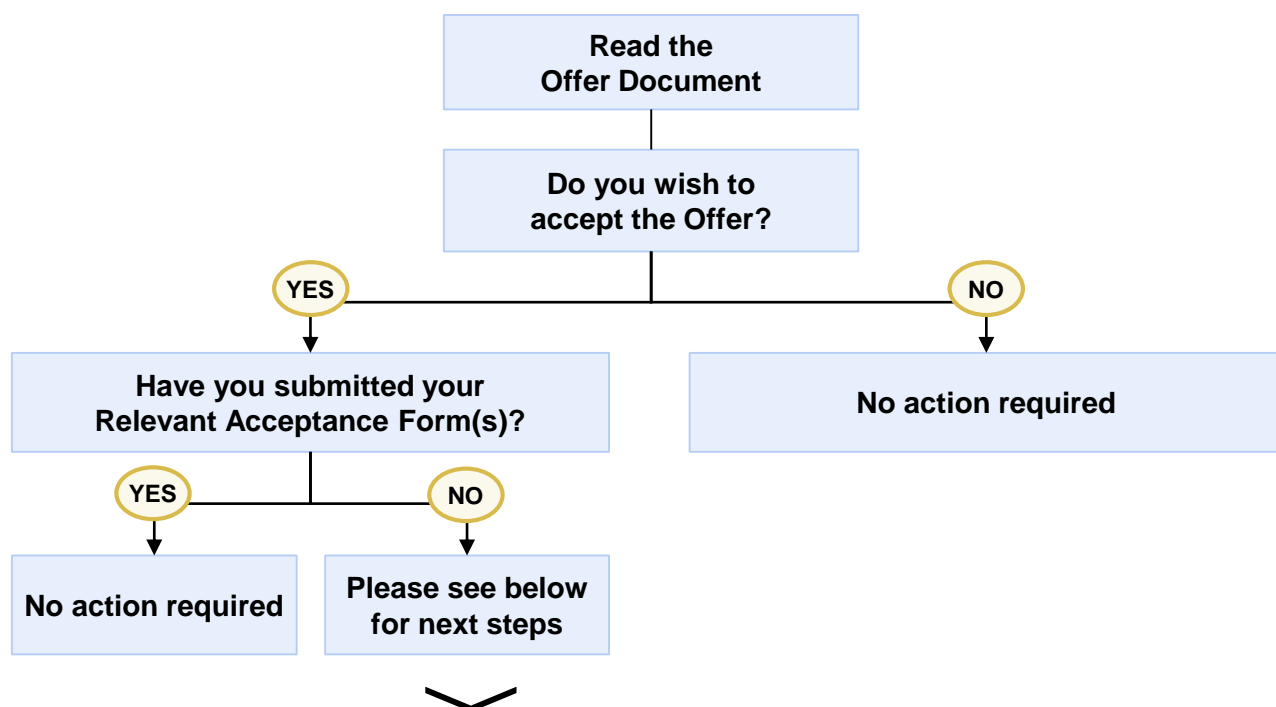 Read the
Offer Document
Do you wish to
accept the Offer?
YES
NO
Have you submitted your
Relevant Acceptance Form(s)?
No action required
YES
NO
No action required
Please see below
for next steps